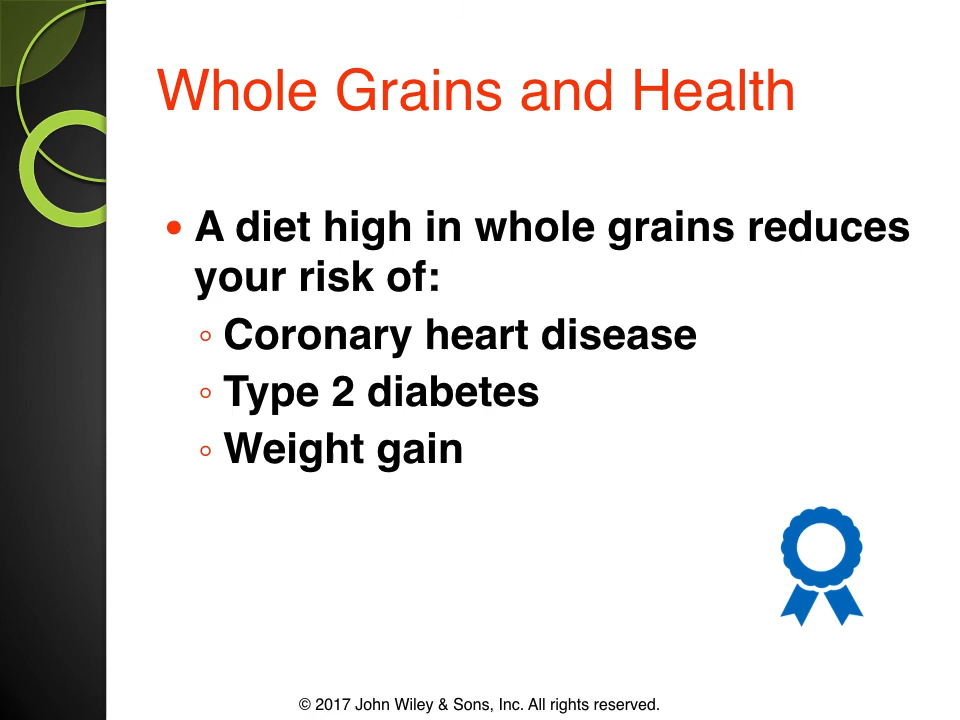 Whole Grains and Health
• A diet high in whole grains reduces
your risk of:
◦ Coronary heart disease
◦ Type 2 diabetes
◦ Weight gain
© 2017 John Wiley & Sons, Inc. All rights reserved.